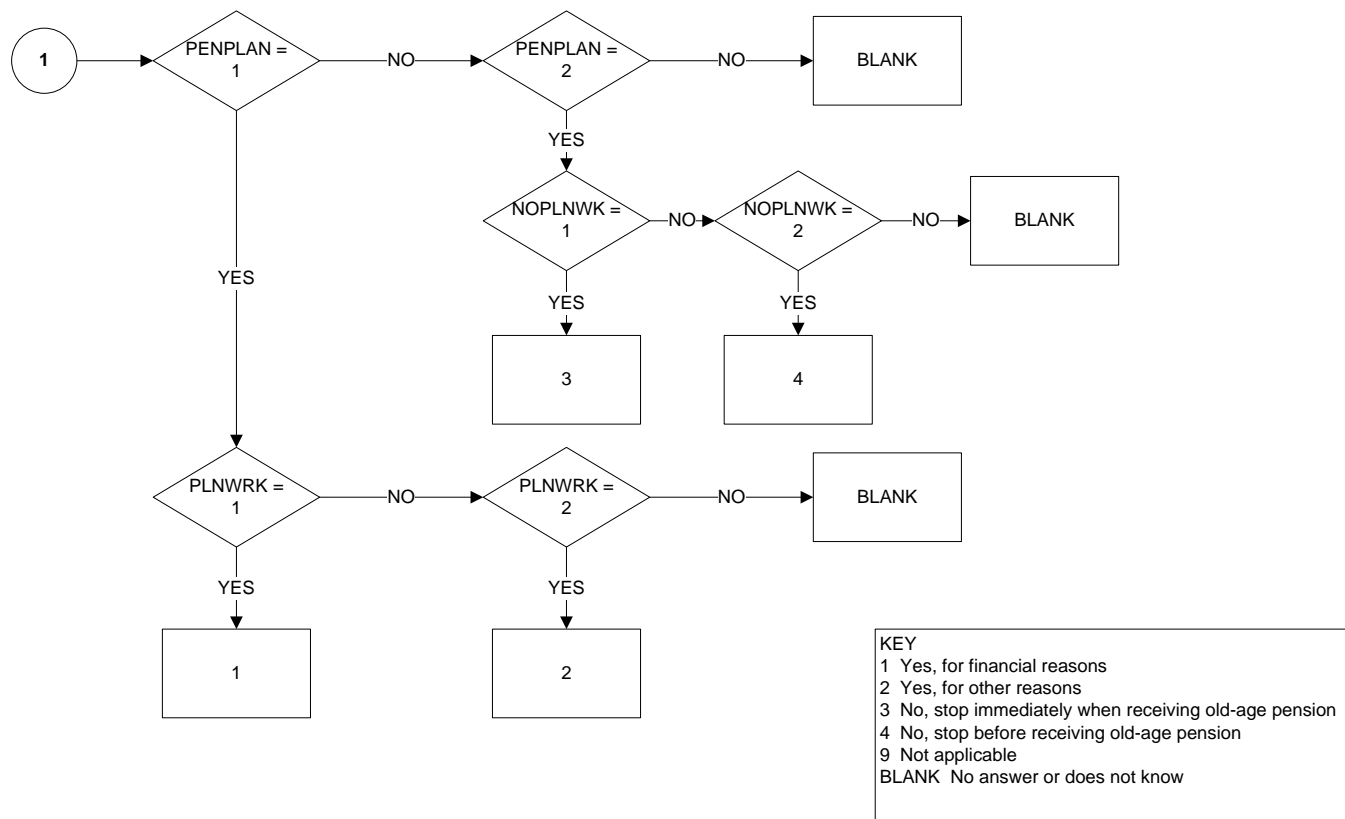 1
PENPLAN =
1
NO
PENPLAN =
2
NO
BLANK
YES
NOPLNWK =
1
NO
NOPLNWK =
2
NO
BLANK
YES
YES
YES
3
4
PLNWRK =
1
NO
PLNWRK =
2
NO
BLANK
YES
YES
1
2
KEY
1 Yes, for financial reasons
2 Yes, for other reasons
3 No, stop immediately when receiving old-age pension
4 No, stop before receiving old-age pension
9 Not applicable
BLANK No answer or does not know